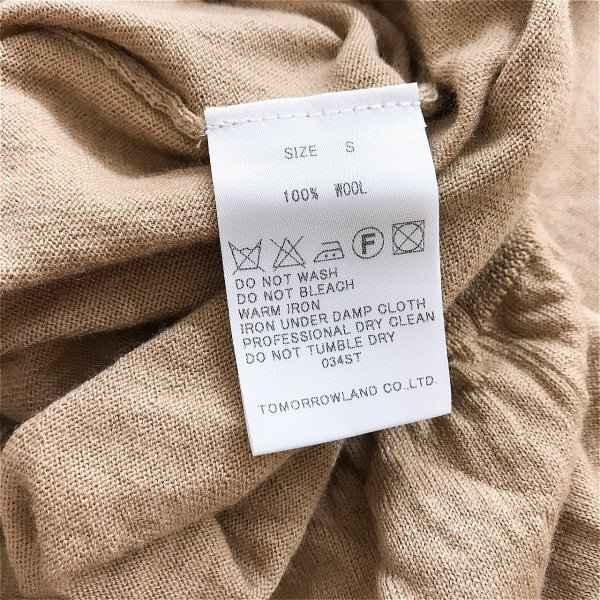 SIZE S
100% WOOL
F
DO NOT WASH
DO NOT BLEACH
WARM IRON
IRON UNDER DAMP CLOTH
PROFESSIONAL DRY CLEAN
DO NOT TUMBLE DRY
034ST
TOMORROWLAND CO.,LTD.